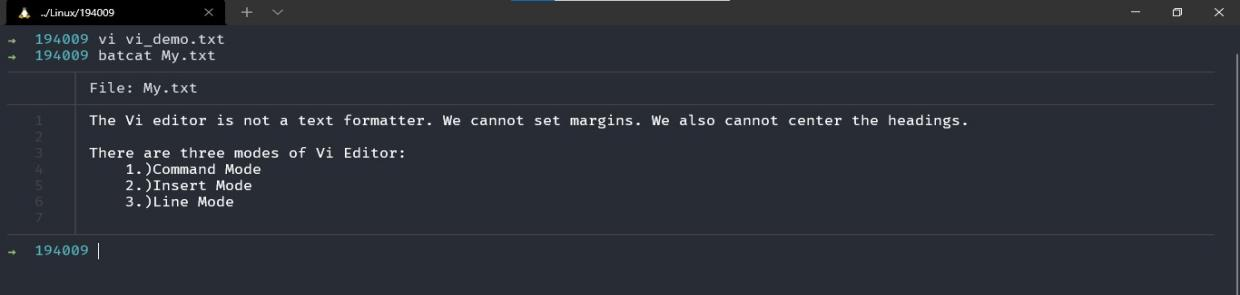 ../Linux/194009
→ 194009 vi vi_demo.txt
→ 194009 batcat My.txt
File: My.txt
1 The Vi editor is not a text formatter. We cannot set margins. We also cannot center the headings.
2
3 There are three modes of Vi Editor:
4 1.)Command Mode
5 2.)Insert Mode
6 3.)Line Mode
7
→ 194009